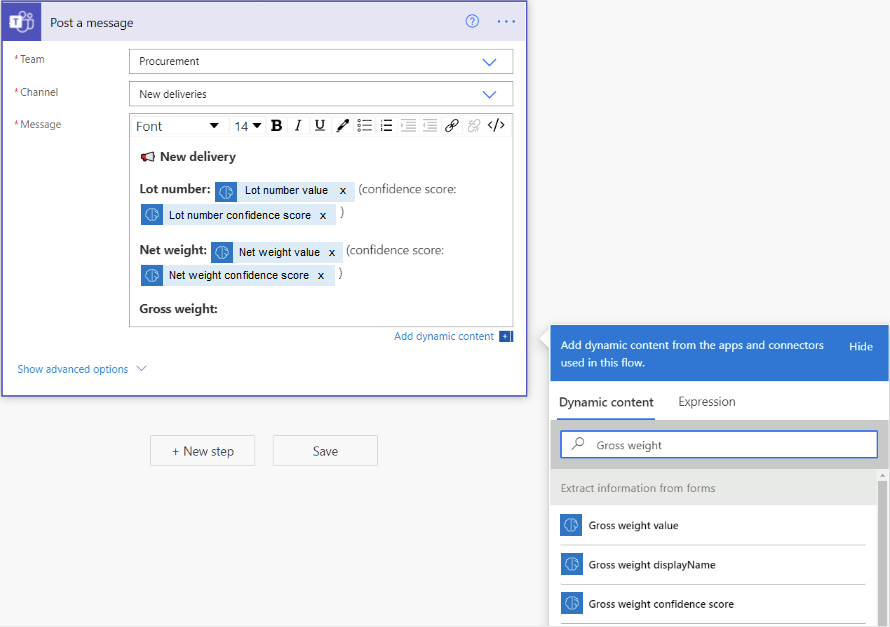 Post a message
? ...
* Team
Procurement
* Channel
New deliveries
* Message
Font 14 B I U </>
New delivery
Lot number: Lot number value x (confidence score:
Lot number confidence score x )
Net weight: Net weight value x (confidence score:
Net weight confidence score x )
Gross weight:
Add dynamic content +
Show advanced options
+ New step
Save
Add dynamic content from the apps and connectors
used in this flow.
Hide
Dynamic content
Expression
Gross weight
Extract information from forms
Gross weight value
Gross weight displayName
Gross weight confidence score